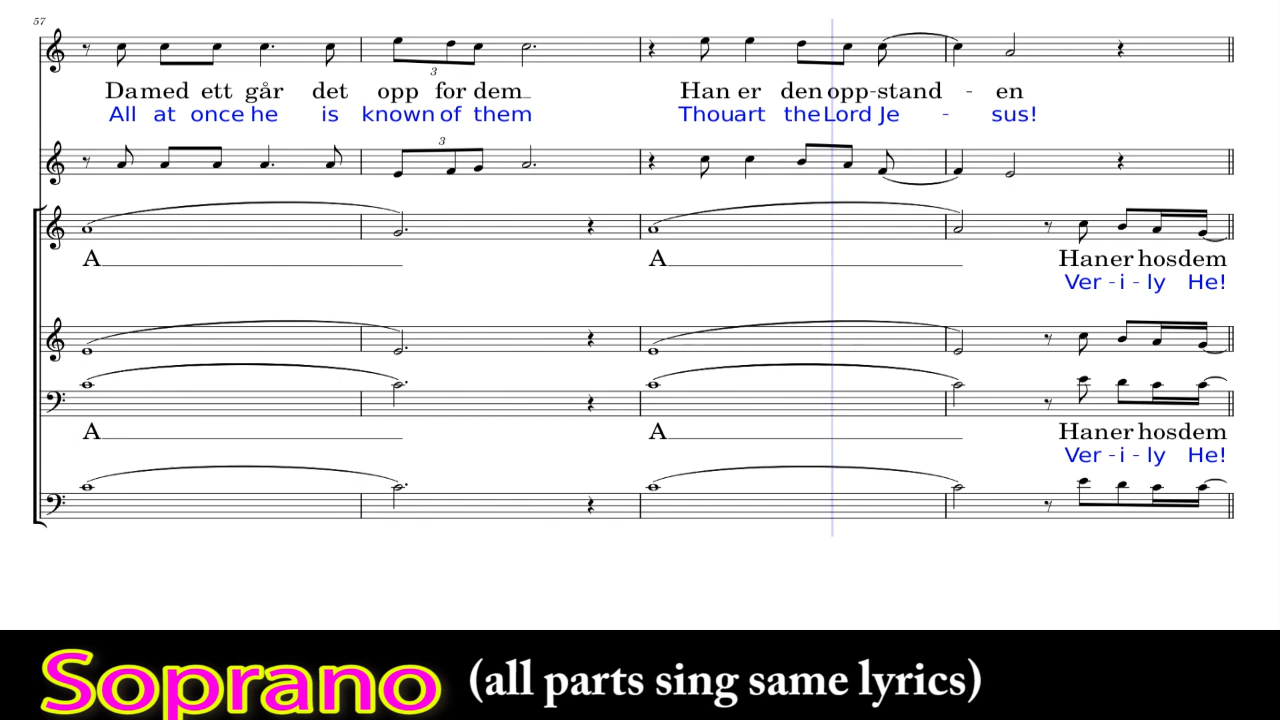 57
Da med ett går det opp for dem Han er den opp-stand - en
All at once he is known of them Thou art the Lord Je - sus!
3
3
A A Han er hos dem
Ver - i - ly He!
A A Han er hos dem
Ver - i - ly He!
Soprano (all parts sing same lyrics)